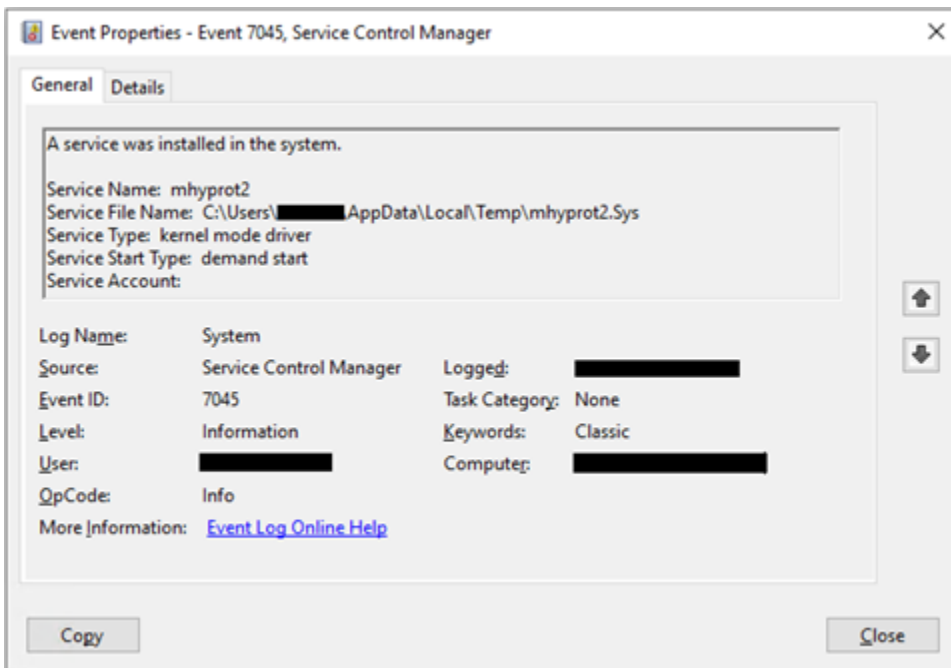 Event Properties - Event 7045, Service Control Manager
General Details
A service was installed in the system.
Service Name: mhyprot2
Service File Name: C:\Users\ AppData\Local\Temp\mhyprot2.Sys
Service Type: kernel mode driver
Service Start Type: demand start
Service Account:
Log Name: System
Source: Service Control Manager Logged:
Event ID: 7045 Task Category: None
Level: Information Keywords: Classic
User: Computer:
OpCode: Info
More Information: Event Log Online Help
Copy Close